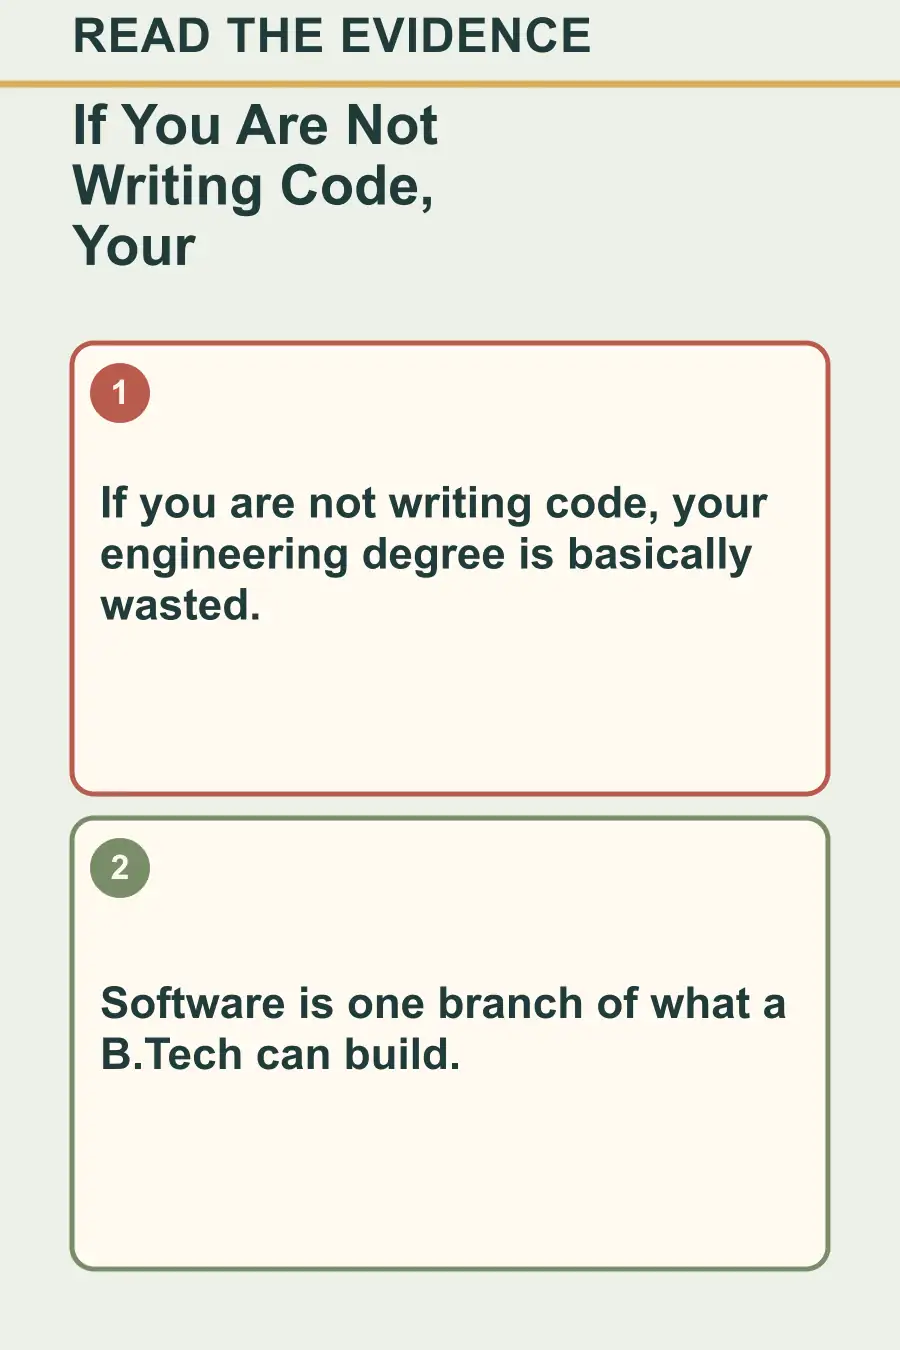 READ THE EVIDENCE
If You Are Not
Writing Code,
Your
1
If you are not writing code, your
engineering degree is basically
wasted.
2
Software is one branch of what a
B.Tech can build.